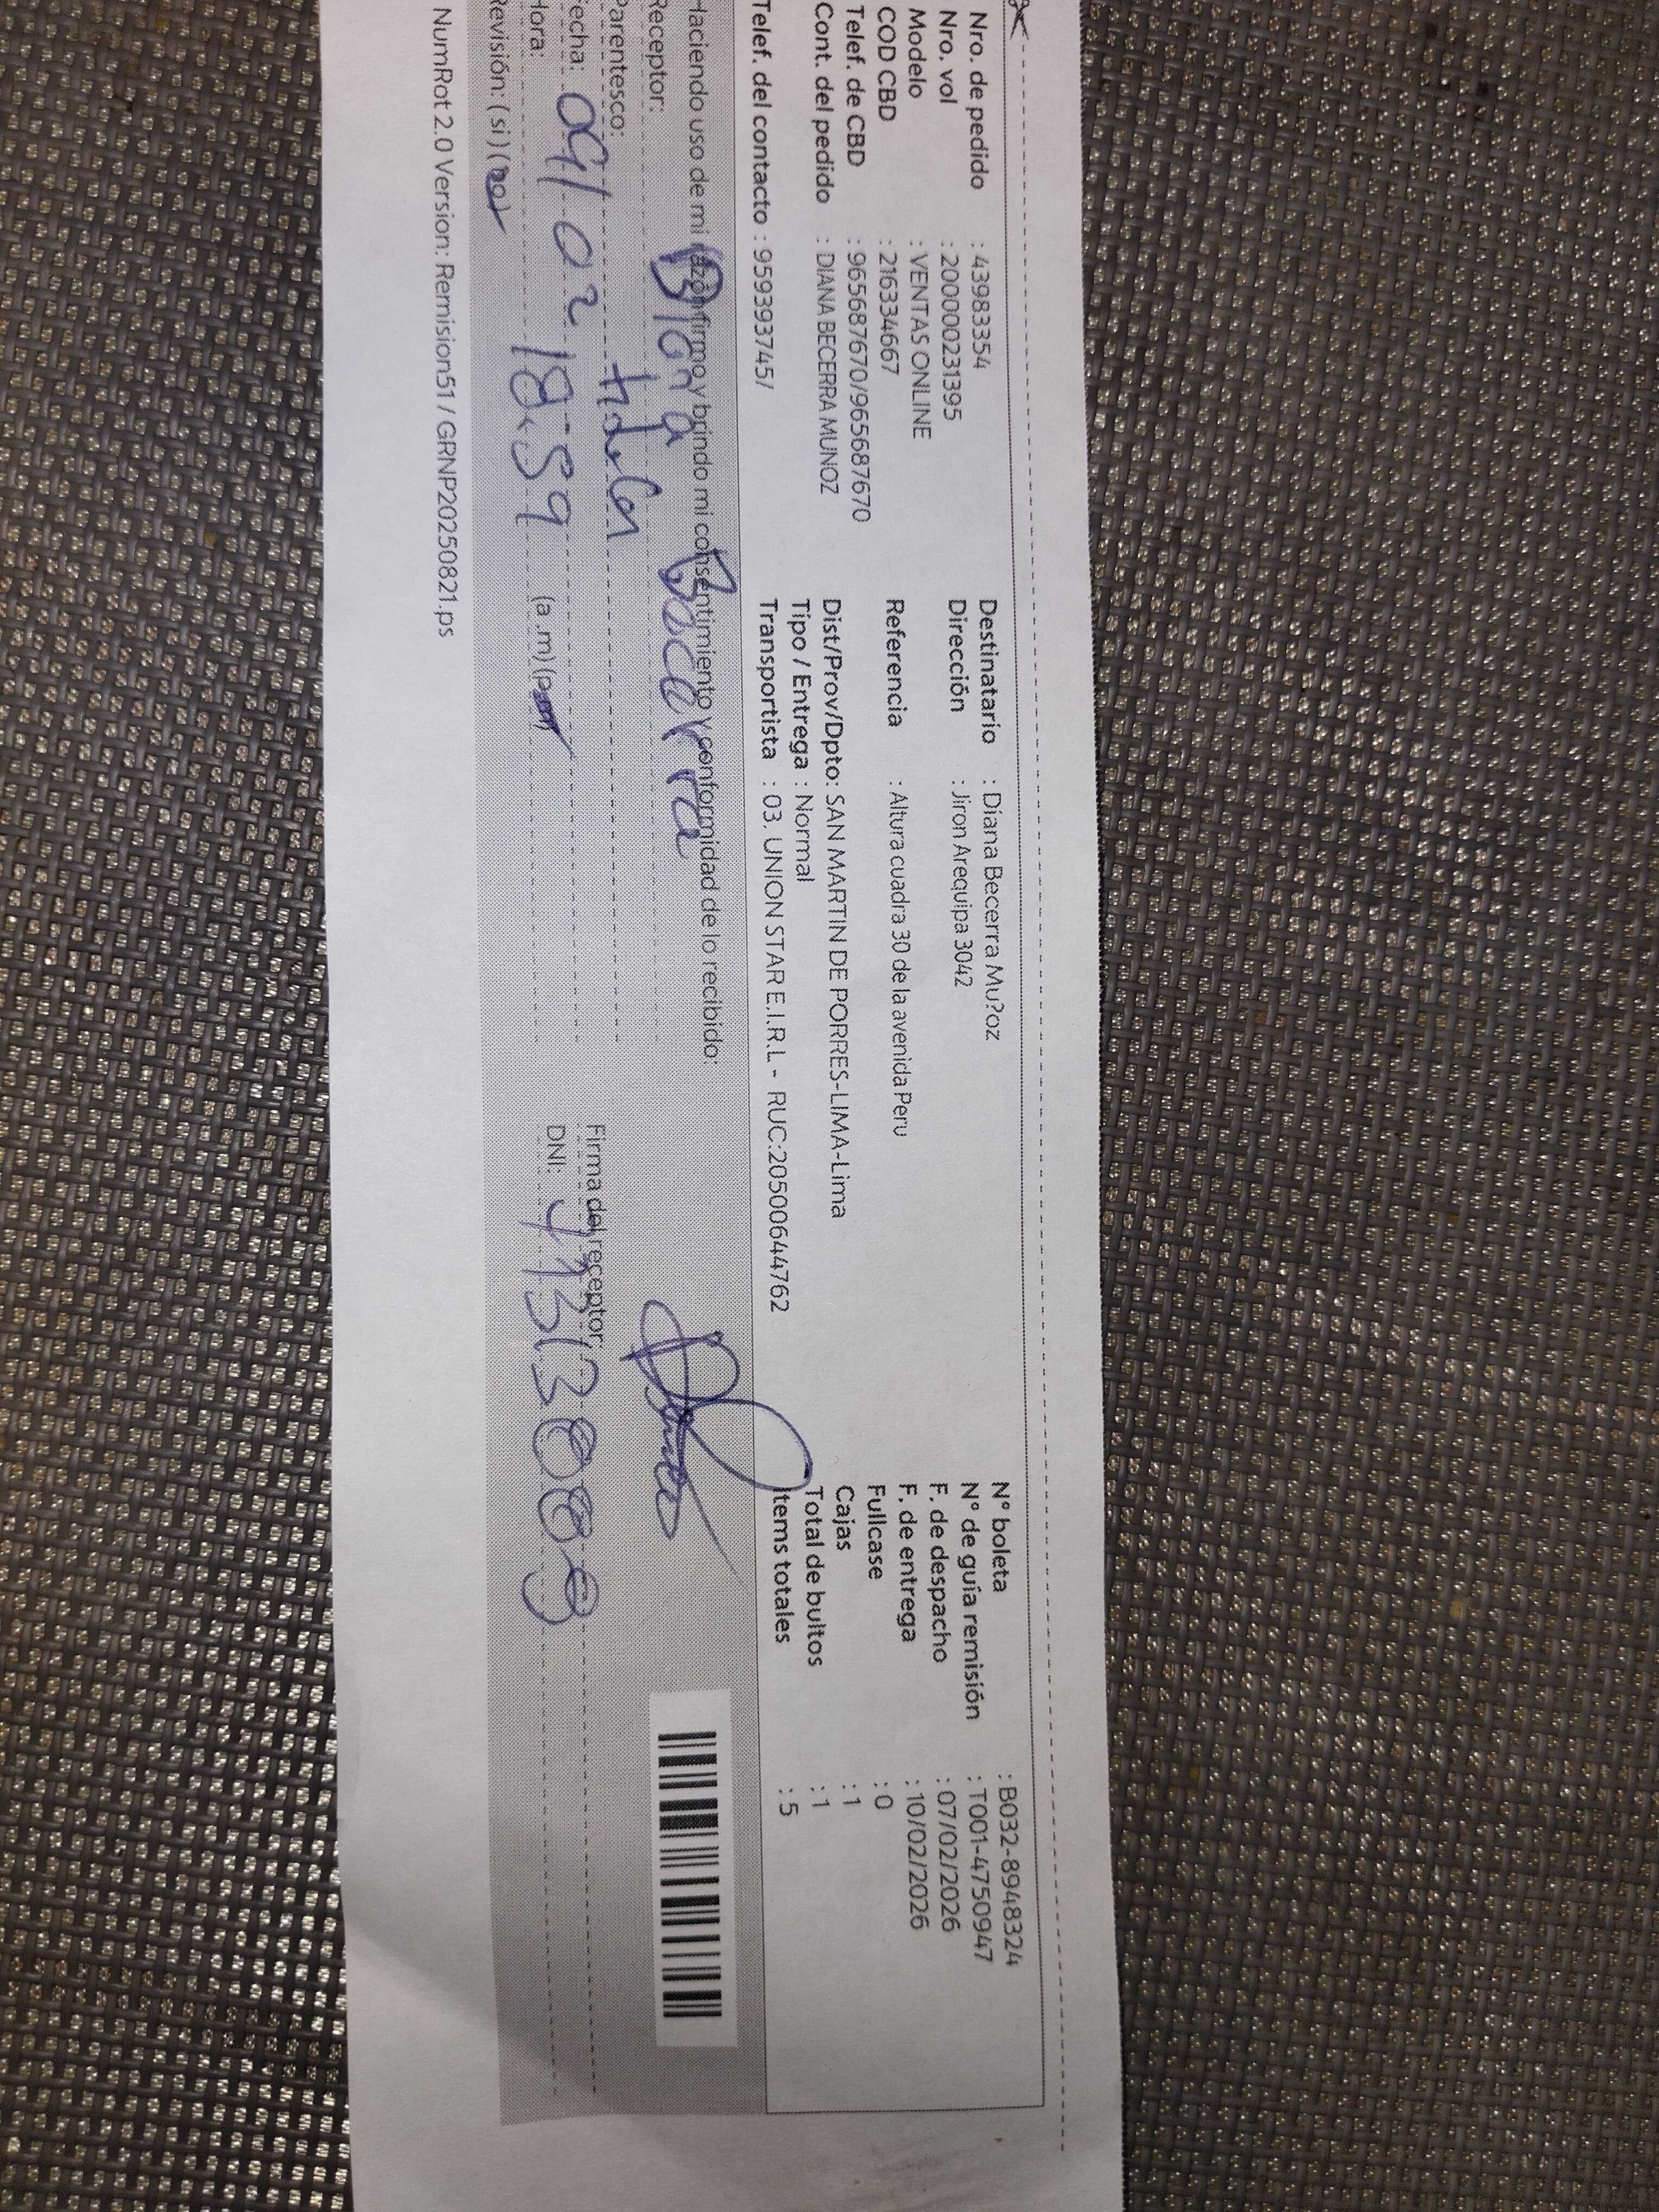 Nro. de pedido : 43983354
Nro. vol : 20000023​1395
Modelo : VENTAS ONLINE
COD CBD : 216334667
Telef. de CBD : 965687670/965687670
Cont. del pedido : DIANA BECERRA MUNOZ
Telef. del contacto : 959393745/
Destinatario : Diana Becerra Mu?oz
Dirección : Jiron Arequipa 3042
Referencia : Altura cuadra 30 de la avenida Peru
Dist/Prov/Dpto: SAN MARTIN DE PORRES-LIMA-Lima
Tipo / Entrega : Normal
Transportista : 03. UNION STAR E.I.R.L - RUC:20500644762
N° boleta : B032-8948324
N° de guía remisión : T001-4750947
F. de despacho : 07/02/2026
F. de entrega : 10/02/2026
Fullcase : 0
Cajas : 1
Total de bultos : 1
Items totales : 5
Haciendo uso de mi razón firmo y brindo mi consentimiento y conformidad de lo recibido:
Receptor: Diana Becerra
Parentesco:
Fecha: 09/02
Hora: 18:59 (a.m)(p.m)
Revisión: (si)(no)
Firma del receptor:
DNI:
NumRot 2.0 Version: Remision51 / GRNP20250821.ps